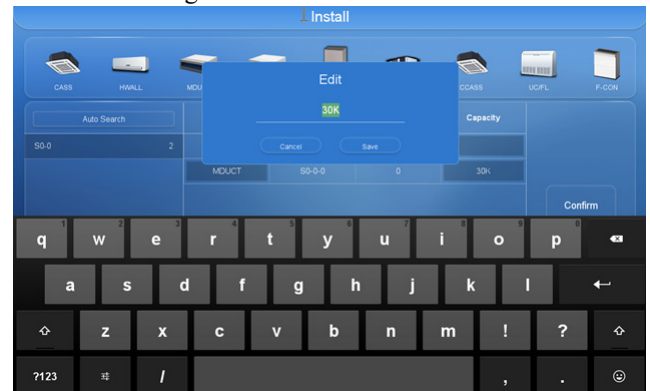 Install
CASS HWALL MDU CCASS UC/FL F-CON
Edit
30K
Cancel Save
Auto Search Capacity
S0-0 2
MDUCT S0-0-0 0 30K
Confirm
q 1 w 2 e 3 r 4 t 5 y 6 u 7 i 8 o 9 p 0
a s d f g h j k l
z x c v b n m ! ?
?123 / , .